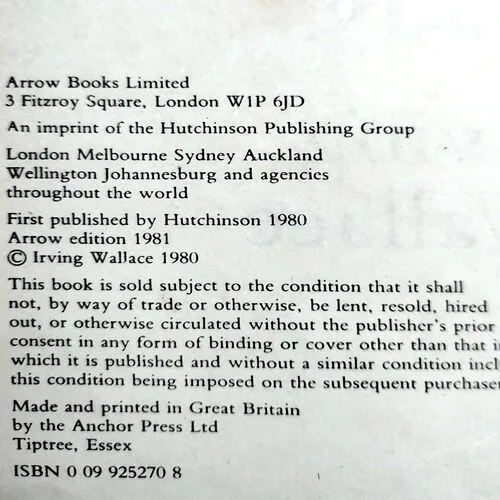 Arrow Books Limited
3 Fitzroy Square, London W1P 6JD
An imprint of the Hutchinson Publishing Group
London Melbourne Sydney Auckland
Wellington Johannesburg and agencies
throughout the world
First published by Hutchinson 1980
Arrow edition 1981
© Irving Wallace 1980
This book is sold subject to the condition that it shall
not, by way of trade or otherwise, be lent, resold, hired
out, or otherwise circulated without the publisher's prior
consent in any form of binding or cover other than that i
which it is published and without a similar condition incl
this condition being imposed on the subsequent purchase
Made and printed in Great Britain
by the Anchor Press Ltd
Tiptree, Essex
ISBN 0 09 925270 8